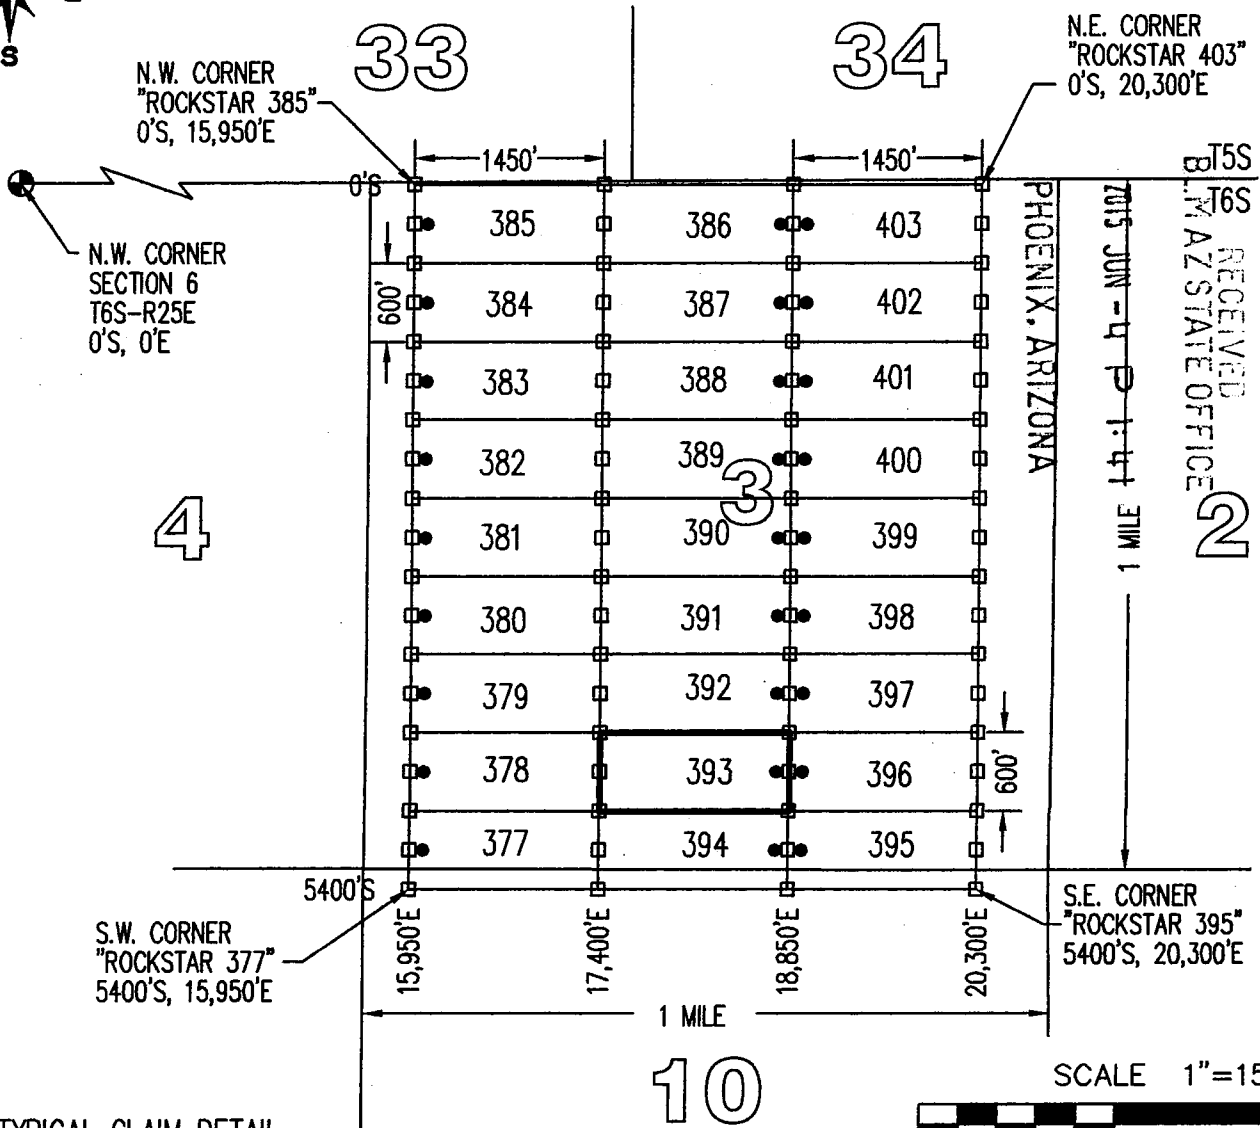 S
33
34
N.W. CORNER
"ROCKSTAR 385"
0'S, 15,950'E
N.E. CORNER
"ROCKSTAR 403"
0'S, 20,300'E
1450'
1450'
T5S
T6S
0'S
N.W. CORNER
SECTION 6
T6S-R25E
0'S, 0'E
600'
385 386 403
384 387 402
383 388 401
382 389 400
3
381 390 399
380 391 398
379 392 397
378 393 396
377 394 395
600'
4
2
1 MILE
RECEIVED
AZ STATE OFFICE
2015 JUN -4 P 1:41
PHOENIX, ARIZONA
5400'S
S.W. CORNER
"ROCKSTAR 377"
5400'S, 15,950'E
15,950'E
17,400'E
18,850'E
20,300'E
S.E. CORNER
"ROCKSTAR 395"
5400'S, 20,300'E
1 MILE
10
SCALE 1"=15
TYPICAL CLAIM DETAIL